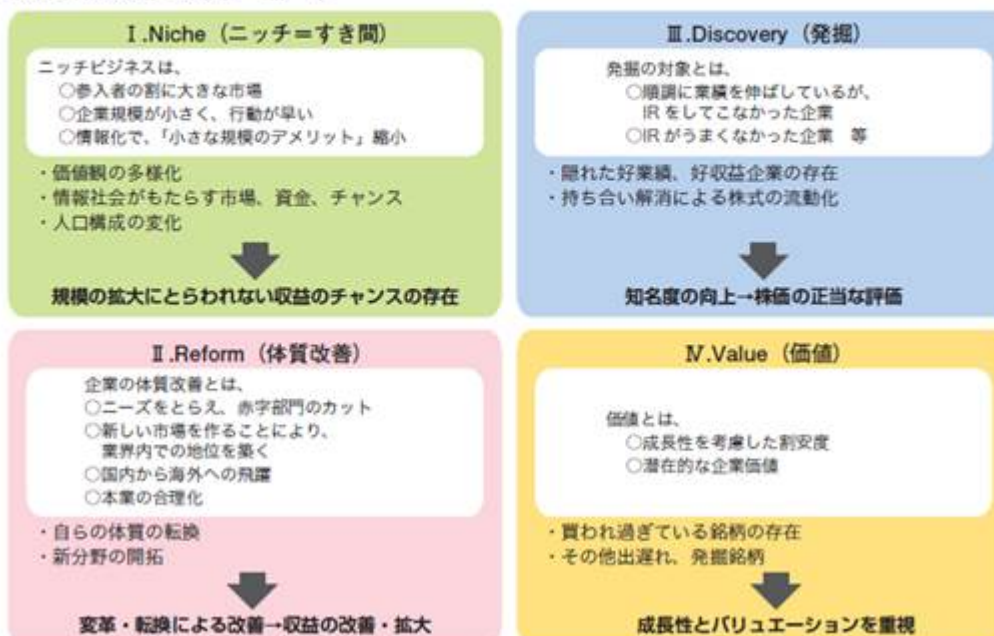 Ⅰ.Niche（ニッチ＝すき間）
ニッチビジネスは、
○参入者の割に大きな市場
○企業規模が小さく、行動が早い
○情報化で、「小さな規模のデメリット」縮小
・価値観の多様化
・情報社会がもたらす市場、資金、チャンス
・人口構成の変化
規模の拡大にとらわれない収益のチャンスの存在
Ⅱ.Reform（体質改善）
企業の体質改善とは、
○ニーズをとらえ、赤字部門のカット
○新しい市場を作ることにより、
業界内での地位を築く
○国内から海外への飛躍
○本業の合理化
・自らの体質の転換
・新分野の開拓
変革・転換による改善→収益の改善・拡大
Ⅲ.Discovery（発掘）
発掘の対象とは、
○順調に業績を伸ばしているが、
IRをしてこなかった企業
○IRがうまくなかった企業　等
・隠れた好業績、好収益企業の存在
・持ち合い解消による株式の流動化
知名度の向上→株価の正当な評価
Ⅳ.Value（価値）
価値とは、
○成長性を考慮した割安度
○潜在的な企業価値
・買われ過ぎている銘柄の存在
・その他出遅れ、発掘銘柄
成長性とバリュエーションを重視